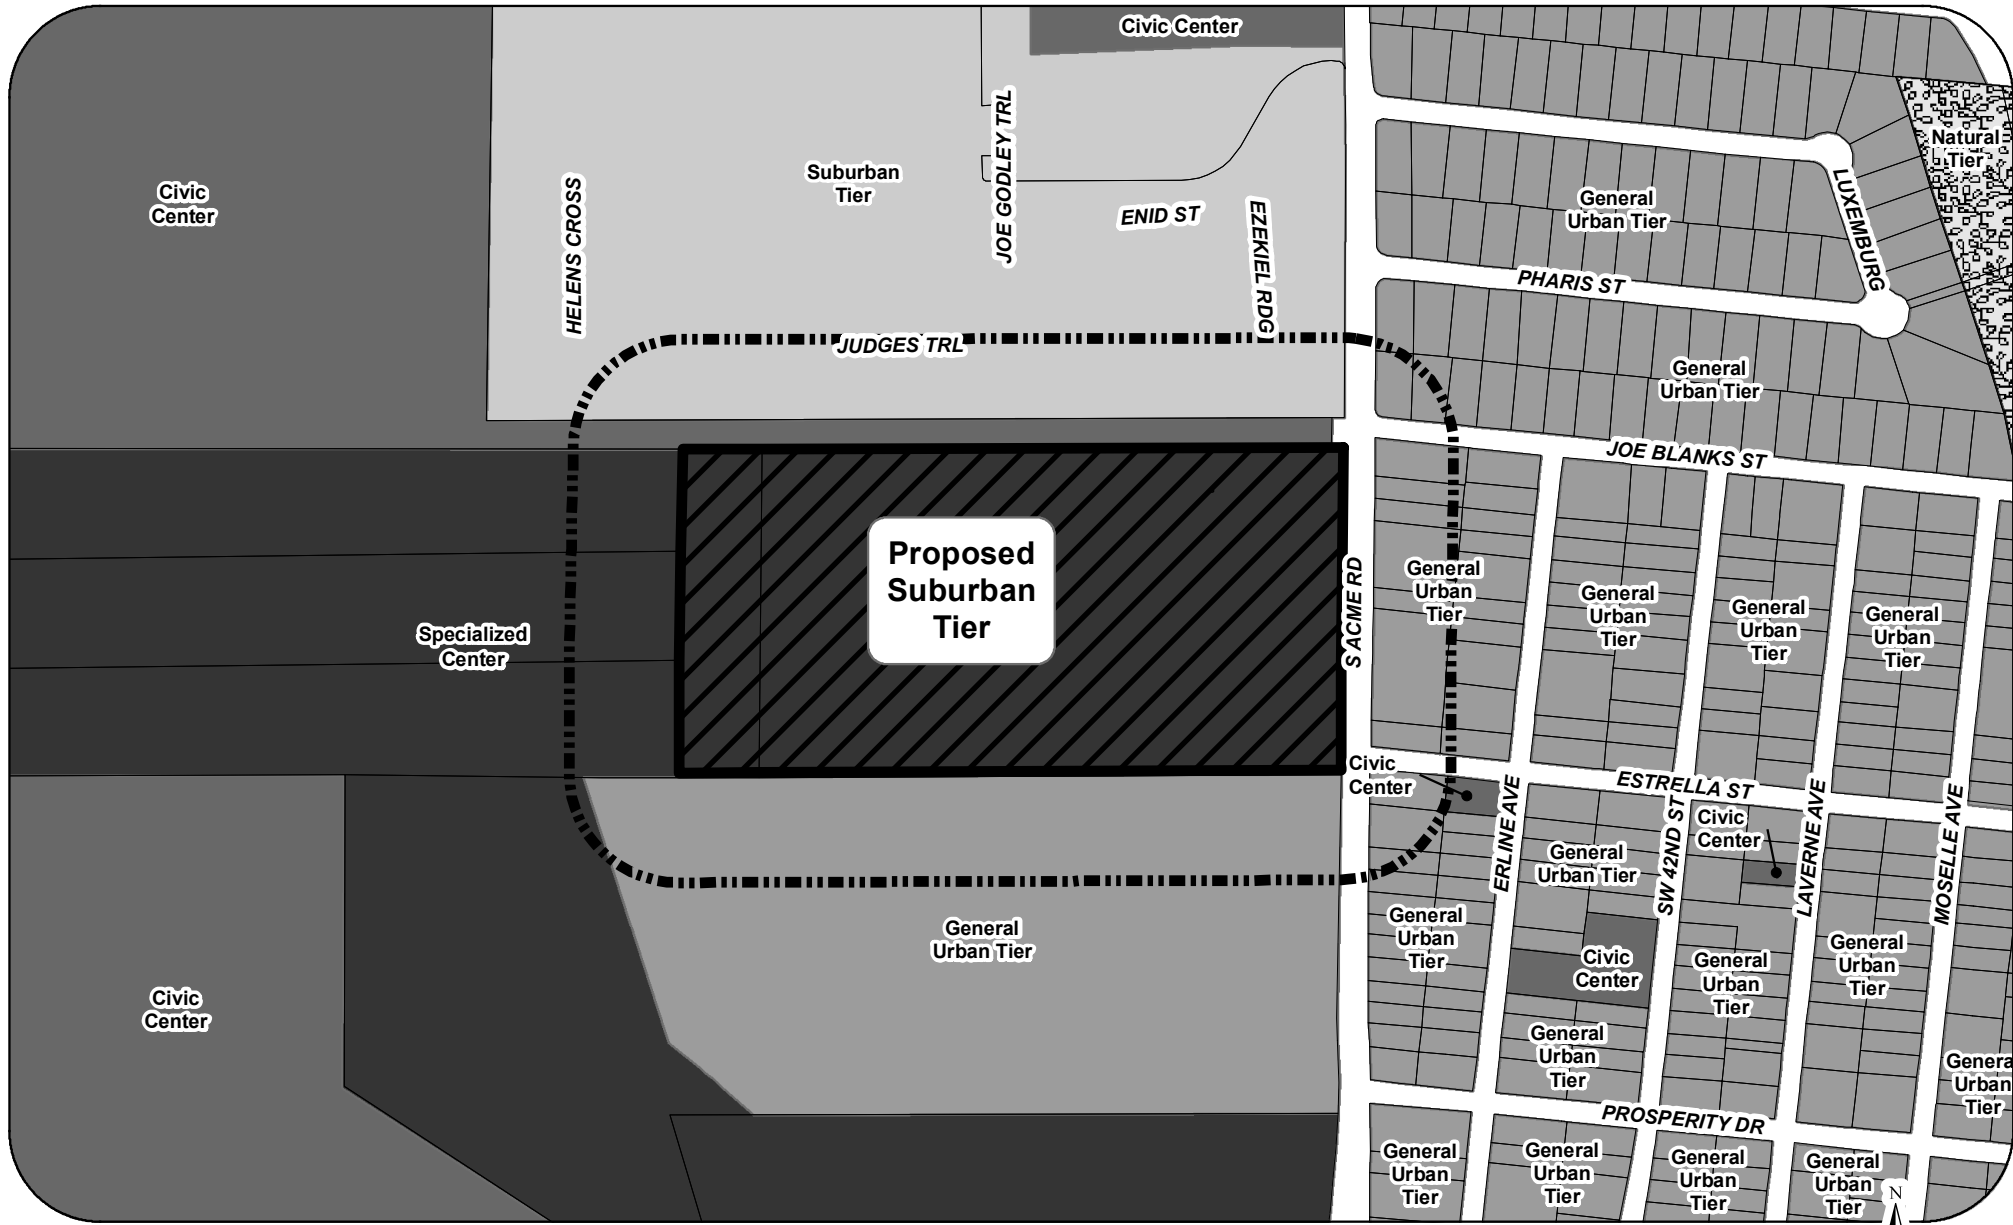 Civic Center
Civic
Center
Suburban
Tier
JOE GODLEY TRL
HELENS CROSS
ENID ST
EZEKIEL RDG
JUDGES TRL
Natural
Tier
General
Urban Tier
LUXEMBURG
PHARIS ST
General
Urban Tier
JOE BLANKS ST
Proposed
Suburban
Tier
S ACME RD
Specialized
Center
General
Urban
Tier
General
Urban
Tier
General
Urban
Tier
General
Urban
Tier
Civic
Center
ESTRELLA ST
ERLINE AVE
SW 42ND ST
Civic
Center
LAVERNE AVE
MOSELLE AVE
General
Urban Tier
General
Urban Tier
General
Urban
Tier
Civic
Center
General
Urban
Tier
General
Urban
Tier
Civic
Center
General
Urban
Tier
Genera
Urban
Tier
PROSPERITY DR
General
Urban
Tier
General
Urban
Tier
General
Urban
Tier
General
Urban
Tier
N